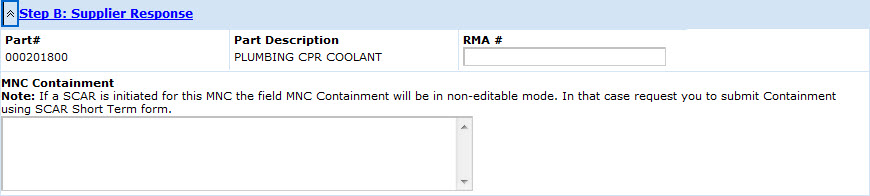 Step B: Supplier Response
Part# Part Description RMA #
000201800 PLUMBING CPR COOLANT
MNC Containment
Note: If a SCAR is initiated for this MNC the field MNC Containment will be in non-editable mode. In that case request you to submit Containment
using SCAR Short Term form.